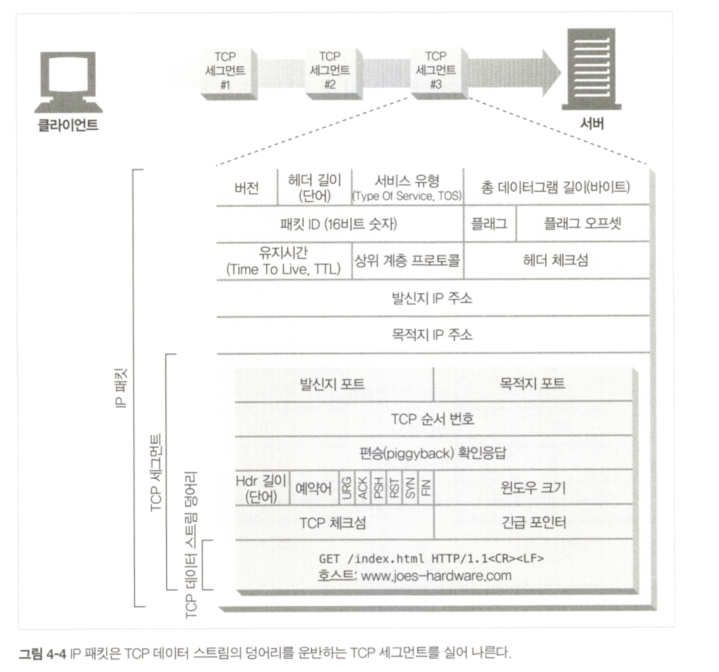 TCP
세그먼트
#1
TCP
세그먼트
#2
TCP
세그먼트
#3
클라이언트
서버
버전
헤더 길이
(단어)
서비스 유형
(Type Of Service, TOS)
총 데이터그램 길이(바이트)
패킷 ID (16비트 숫자)
플래그
플래그 오프셋
유지시간
(Time To Live, TTL)
상위 계층 프로토콜
헤더 체크섬
발신지 IP 주소
목적지 IP 주소
IP 패킷
TCP 세그먼트
TCP 데이터 스트림 덩어리
발신지 포트
목적지 포트
TCP 순서 번호
편승(piggyback) 확인응답
Hdr 길이
(단어)
예약어
URG
ACK
PSH
RST
SYN
FIN
윈도우 크기
TCP 체크섬
긴급 포인터
GET /index.html HTTP/1.1<CR><LF>
호스트: www.joes-hardware.com
그림 4-4 IP 패킷은 TCP 데이터 스트림의 덩어리를 운반하는 TCP 세그먼트를 실어 나른다.